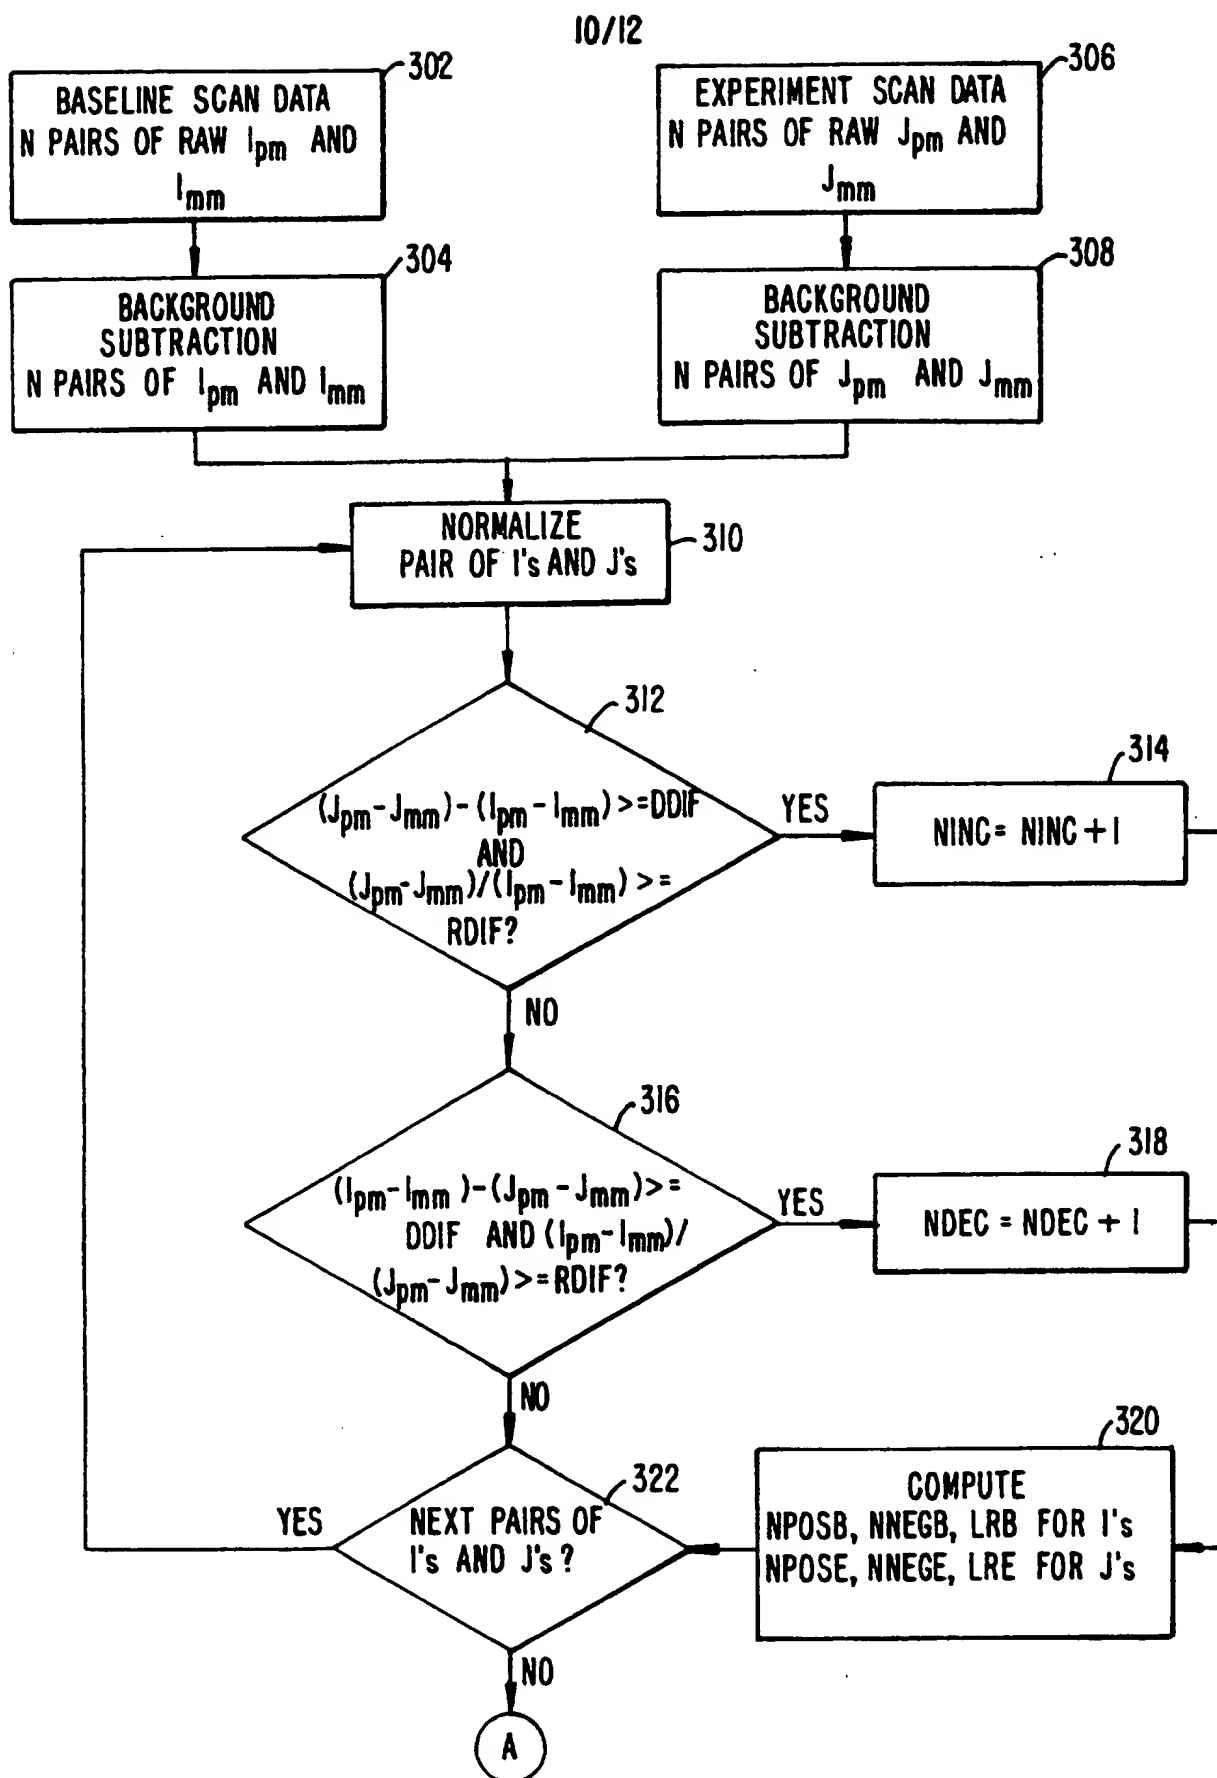 10/12
302
BASELINE SCAN DATA
N PAIRS OF RAW Ipm AND
Imm
306
EXPERIMENT SCAN DATA
N PAIRS OF RAW Jpm AND
Jmm
304
BACKGROUND
SUBTRACTION
N PAIRS OF Ipm AND Imm
308
BACKGROUND
SUBTRACTION
N PAIRS OF Jpm AND Jmm
NORMALIZE
PAIR OF I's AND J's
310
312
(Jpm-Jmm)-(Ipm-Imm)>=DDIF
AND
(Jpm-Jmm)/(Ipm-Imm)>=
RDIF?
YES
314
NINC= NINC+1
NO
316
(Ipm-Imm)-(Jpm-Jmm)>=
DDIF AND (Ipm-Imm)/
(Jpm-Jmm)>=RDIF?
YES
318
NDEC = NDEC + 1
NO
322
NEXT PAIRS OF
I's AND J's?
YES
320
COMPUTE
NPOSB, NNEGB, LRB FOR I's
NPOSE, NNEGE, LRE FOR J's
NO
A